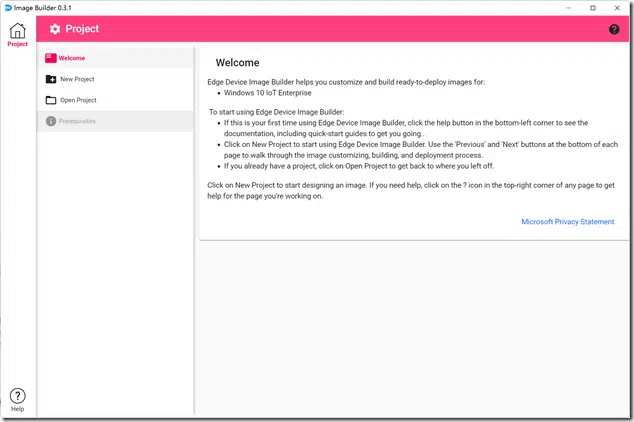 Image Builder 0.3.1
Project
Project
Welcome
New Project
Open Project
Prerequisites
Help
Welcome
Edge Device Image Builder helps you customize and build ready-to-deploy images for:
• Windows 10 IoT Enterprise
To start using Edge Device Image Builder:
• If this is your first time using Edge Device Image Builder, click the help button in the bottom-left corner to see the
documentation, including quick-start guides to get you going..
• Click on New Project to start using Edge Device Image Builder. Use the 'Previous' and 'Next' buttons at the bottom of each
page to walk through the image customizing, building, and deployment process.
• If you already have a project, click on Open Project to get back to where you left off.
Click on New Project to start designing an image. If you need help, click on the ? icon in the top-right corner of any page to get
help for the page you're working on.
Microsoft Privacy Statement